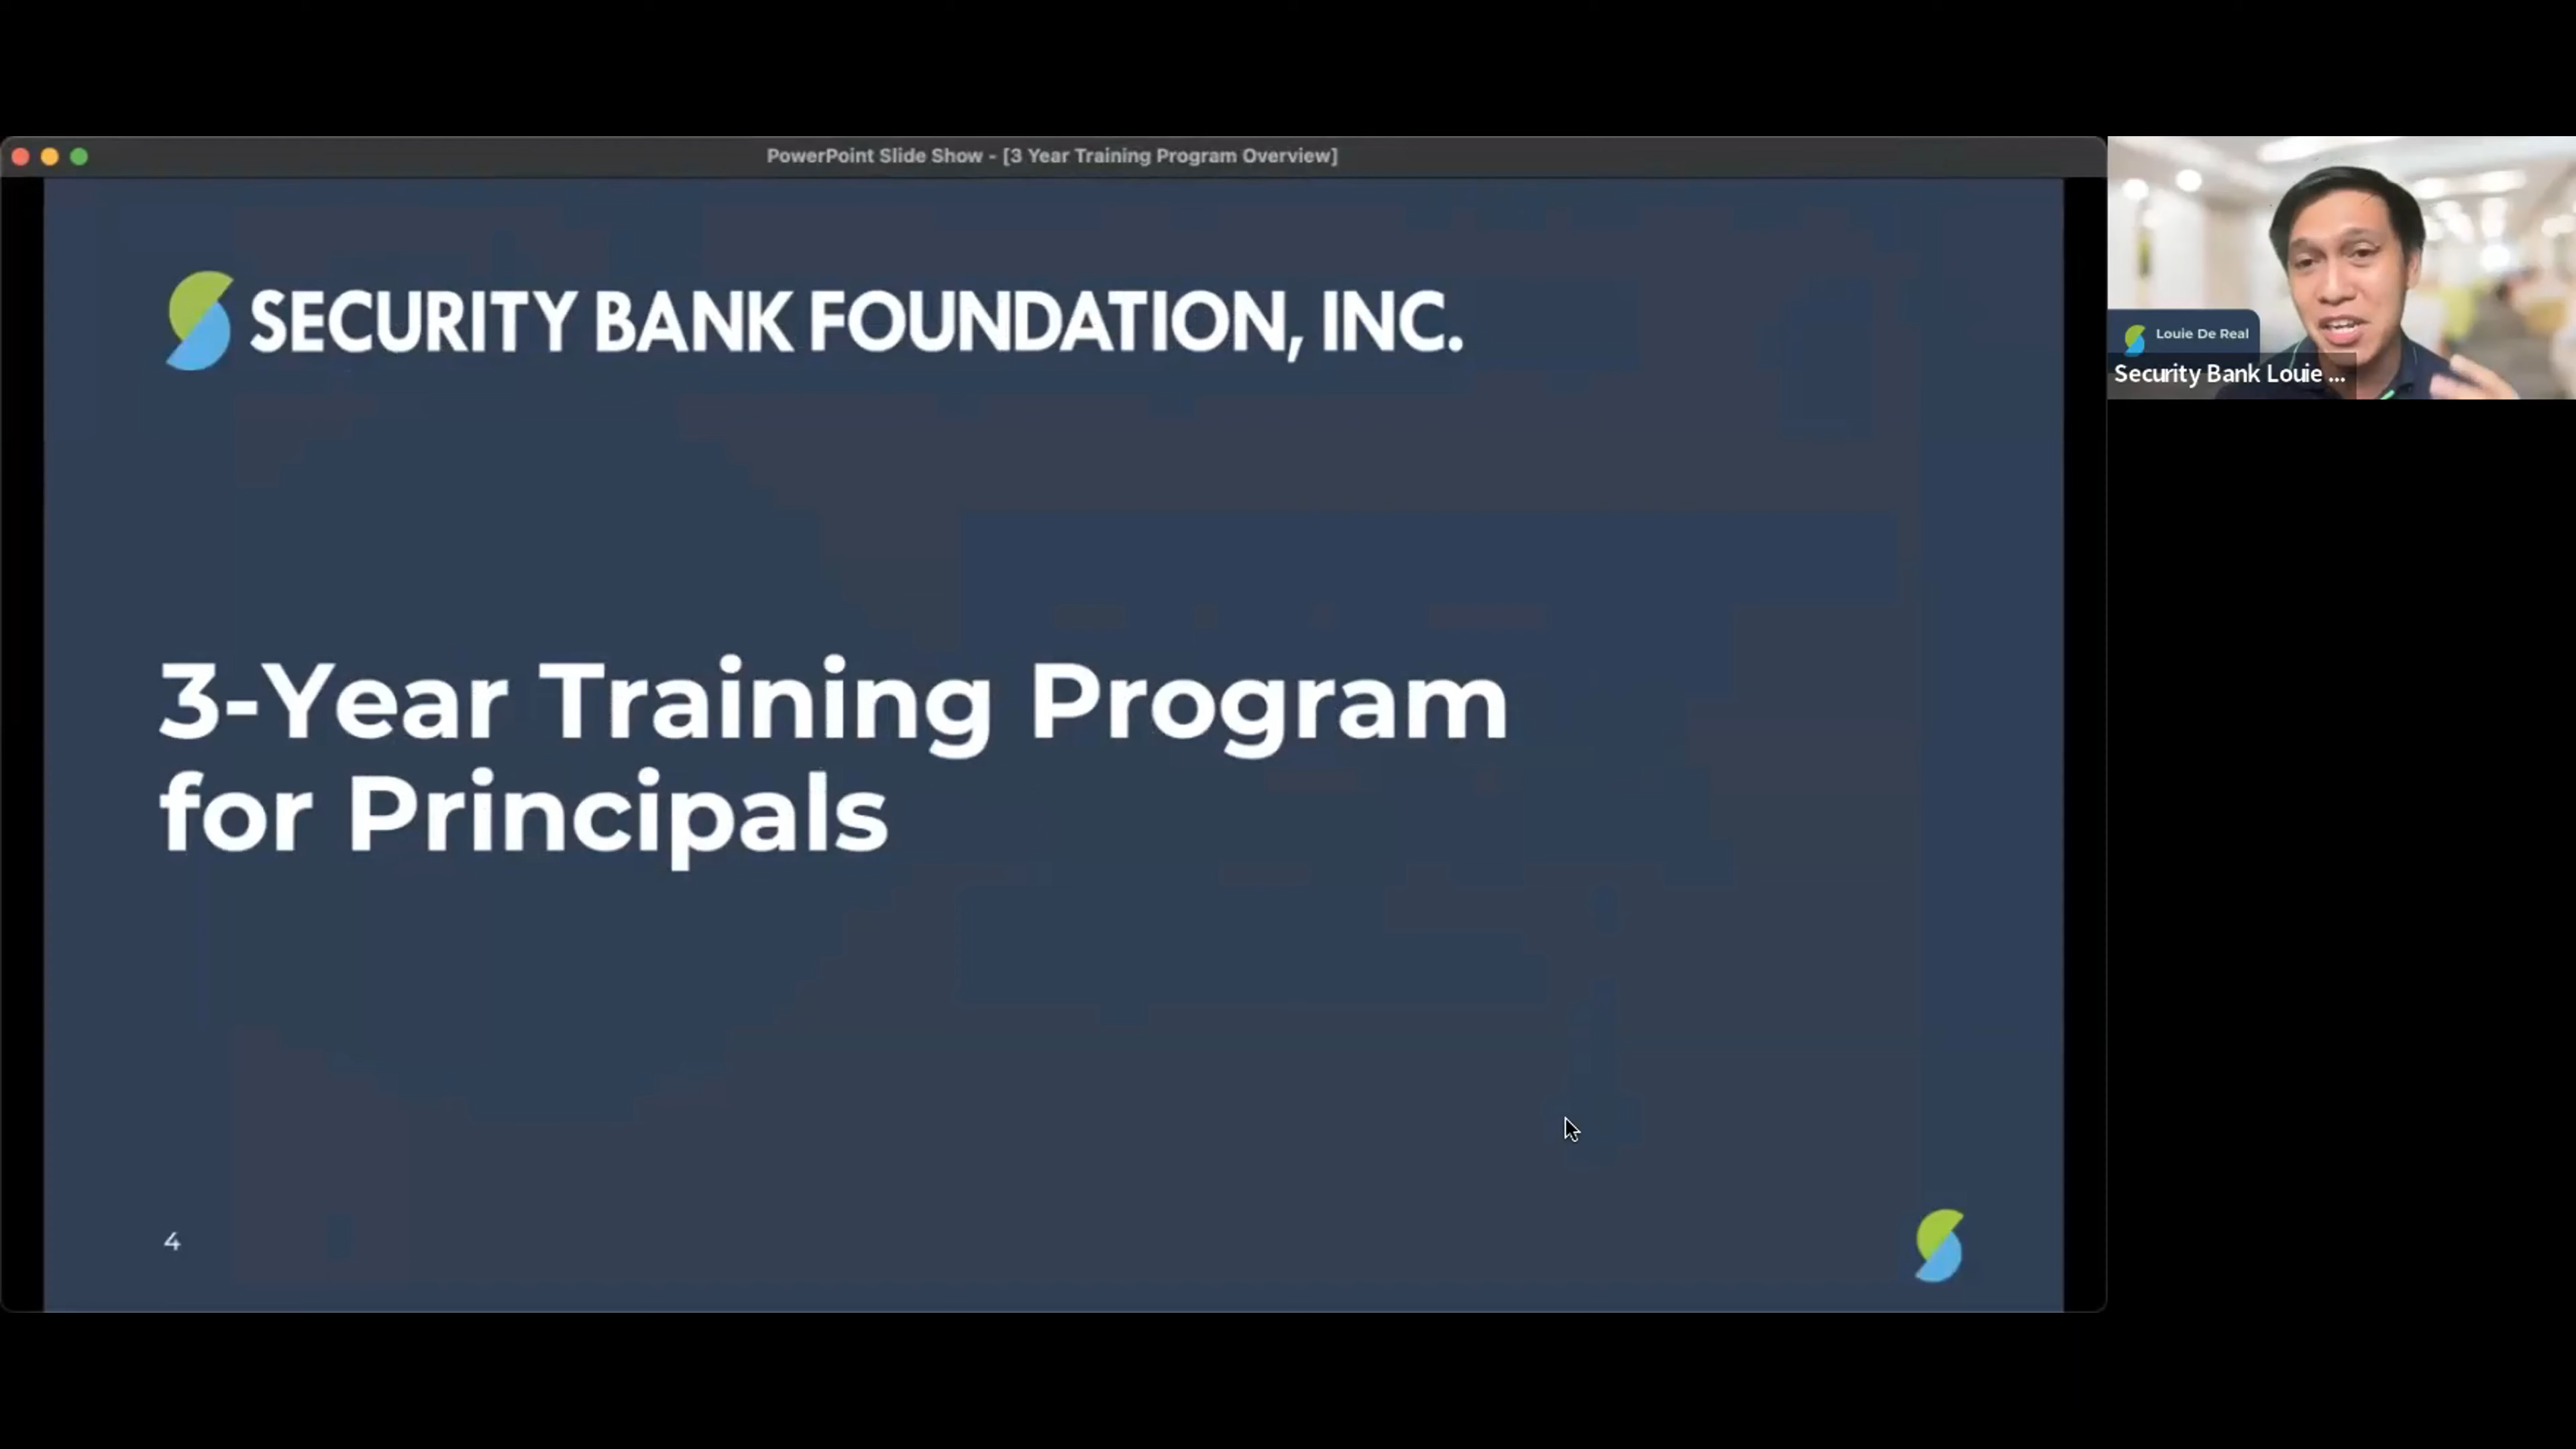 PowerPoint Slide Show - [3 Year Training Program Overview]
SECURITY BANK FOUNDATION, INC.
3-Year Training Program
for Principals
4
Louie De Real
Security Bank Louie ...